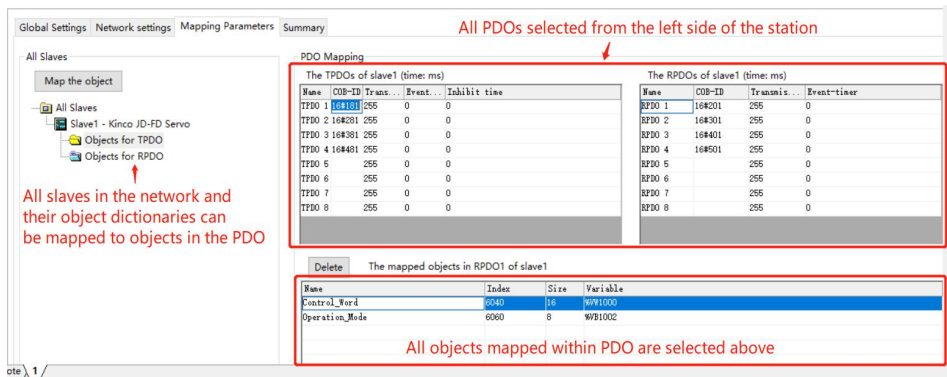 Global Settings Network settings Mapping Parameters Summary
All PDOs selected from the left side of the station
All Slaves
Map the object
All Slaves
Slave1 - Kinco JD-FD Servo
Objects for TPDO
Objects for RPDO
All slaves in the network and
their object dictionaries can
be mapped to objects in the PDO
PDO Mapping
The TPDOs of slave1 (time: ms)
Name COB-ID Trans... Event... Inhibit time
TPDO 1 16#181 255 0 0
TPDO 2 16#281 255 0 0
TPDO 3 16#381 255 0 0
TPDO 4 16#481 255 0 0
TPDO 5 255 0 0
TPDO 6 255 0 0
TPDO 7 255 0 0
TPDO 8 255 0 0
The RPDOs of slave1 (time: ms)
Name COB-ID Transmis... Event-timer
RPDO 1 16#201 255 0
RPDO 2 16#301 255 0
RPDO 3 16#401 255 0
RPDO 4 16#501 255 0
RPDO 5 255 0
RPDO 6 255 0
RPDO 7 255 0
RPDO 8 255 0
Delete The mapped objects in RPDO1 of slave1
Name Index Size Variable
Control_Word 6040 16 %VW1000
Operation_Mode 6060 8 %VB1002
All objects mapped within PDO are selected above
ote 1